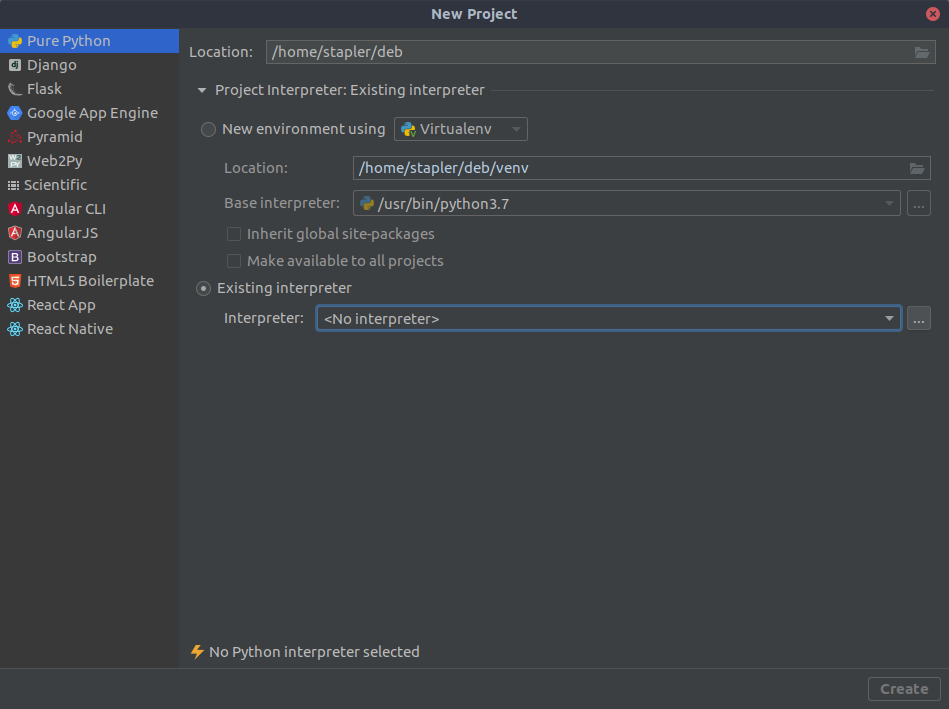 New Project
Pure Python
Django
Flask
Google App Engine
Pyramid
Web2Py
Scientific
Angular CLI
AngularJS
Bootstrap
HTML5 Boilerplate
React App
React Native
Location: /home/stapler/deb
Project Interpreter: Existing interpreter
New environment using Virtualenv
Location: /home/stapler/deb/venv
Base interpreter: /usr/bin/python3.7 ...
Inherit global site-packages
Make available to all projects
Existing interpreter
Interpreter: <No interpreter> ...
No Python interpreter selected
Create